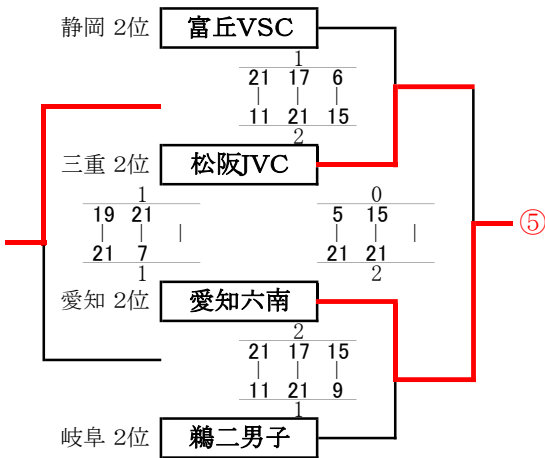 静岡 2位 富丘VSC
1
21 17 6
| | |
11 21 15
2
三重 2位 松阪JVC
1
19 21
| | |
21 7
1
0
5 15
| | |
21 21
2
⑤
愛知 2位 愛知六南
2
21 17 15
| | |
11 21 9
1
岐阜 2位 鵜二男子